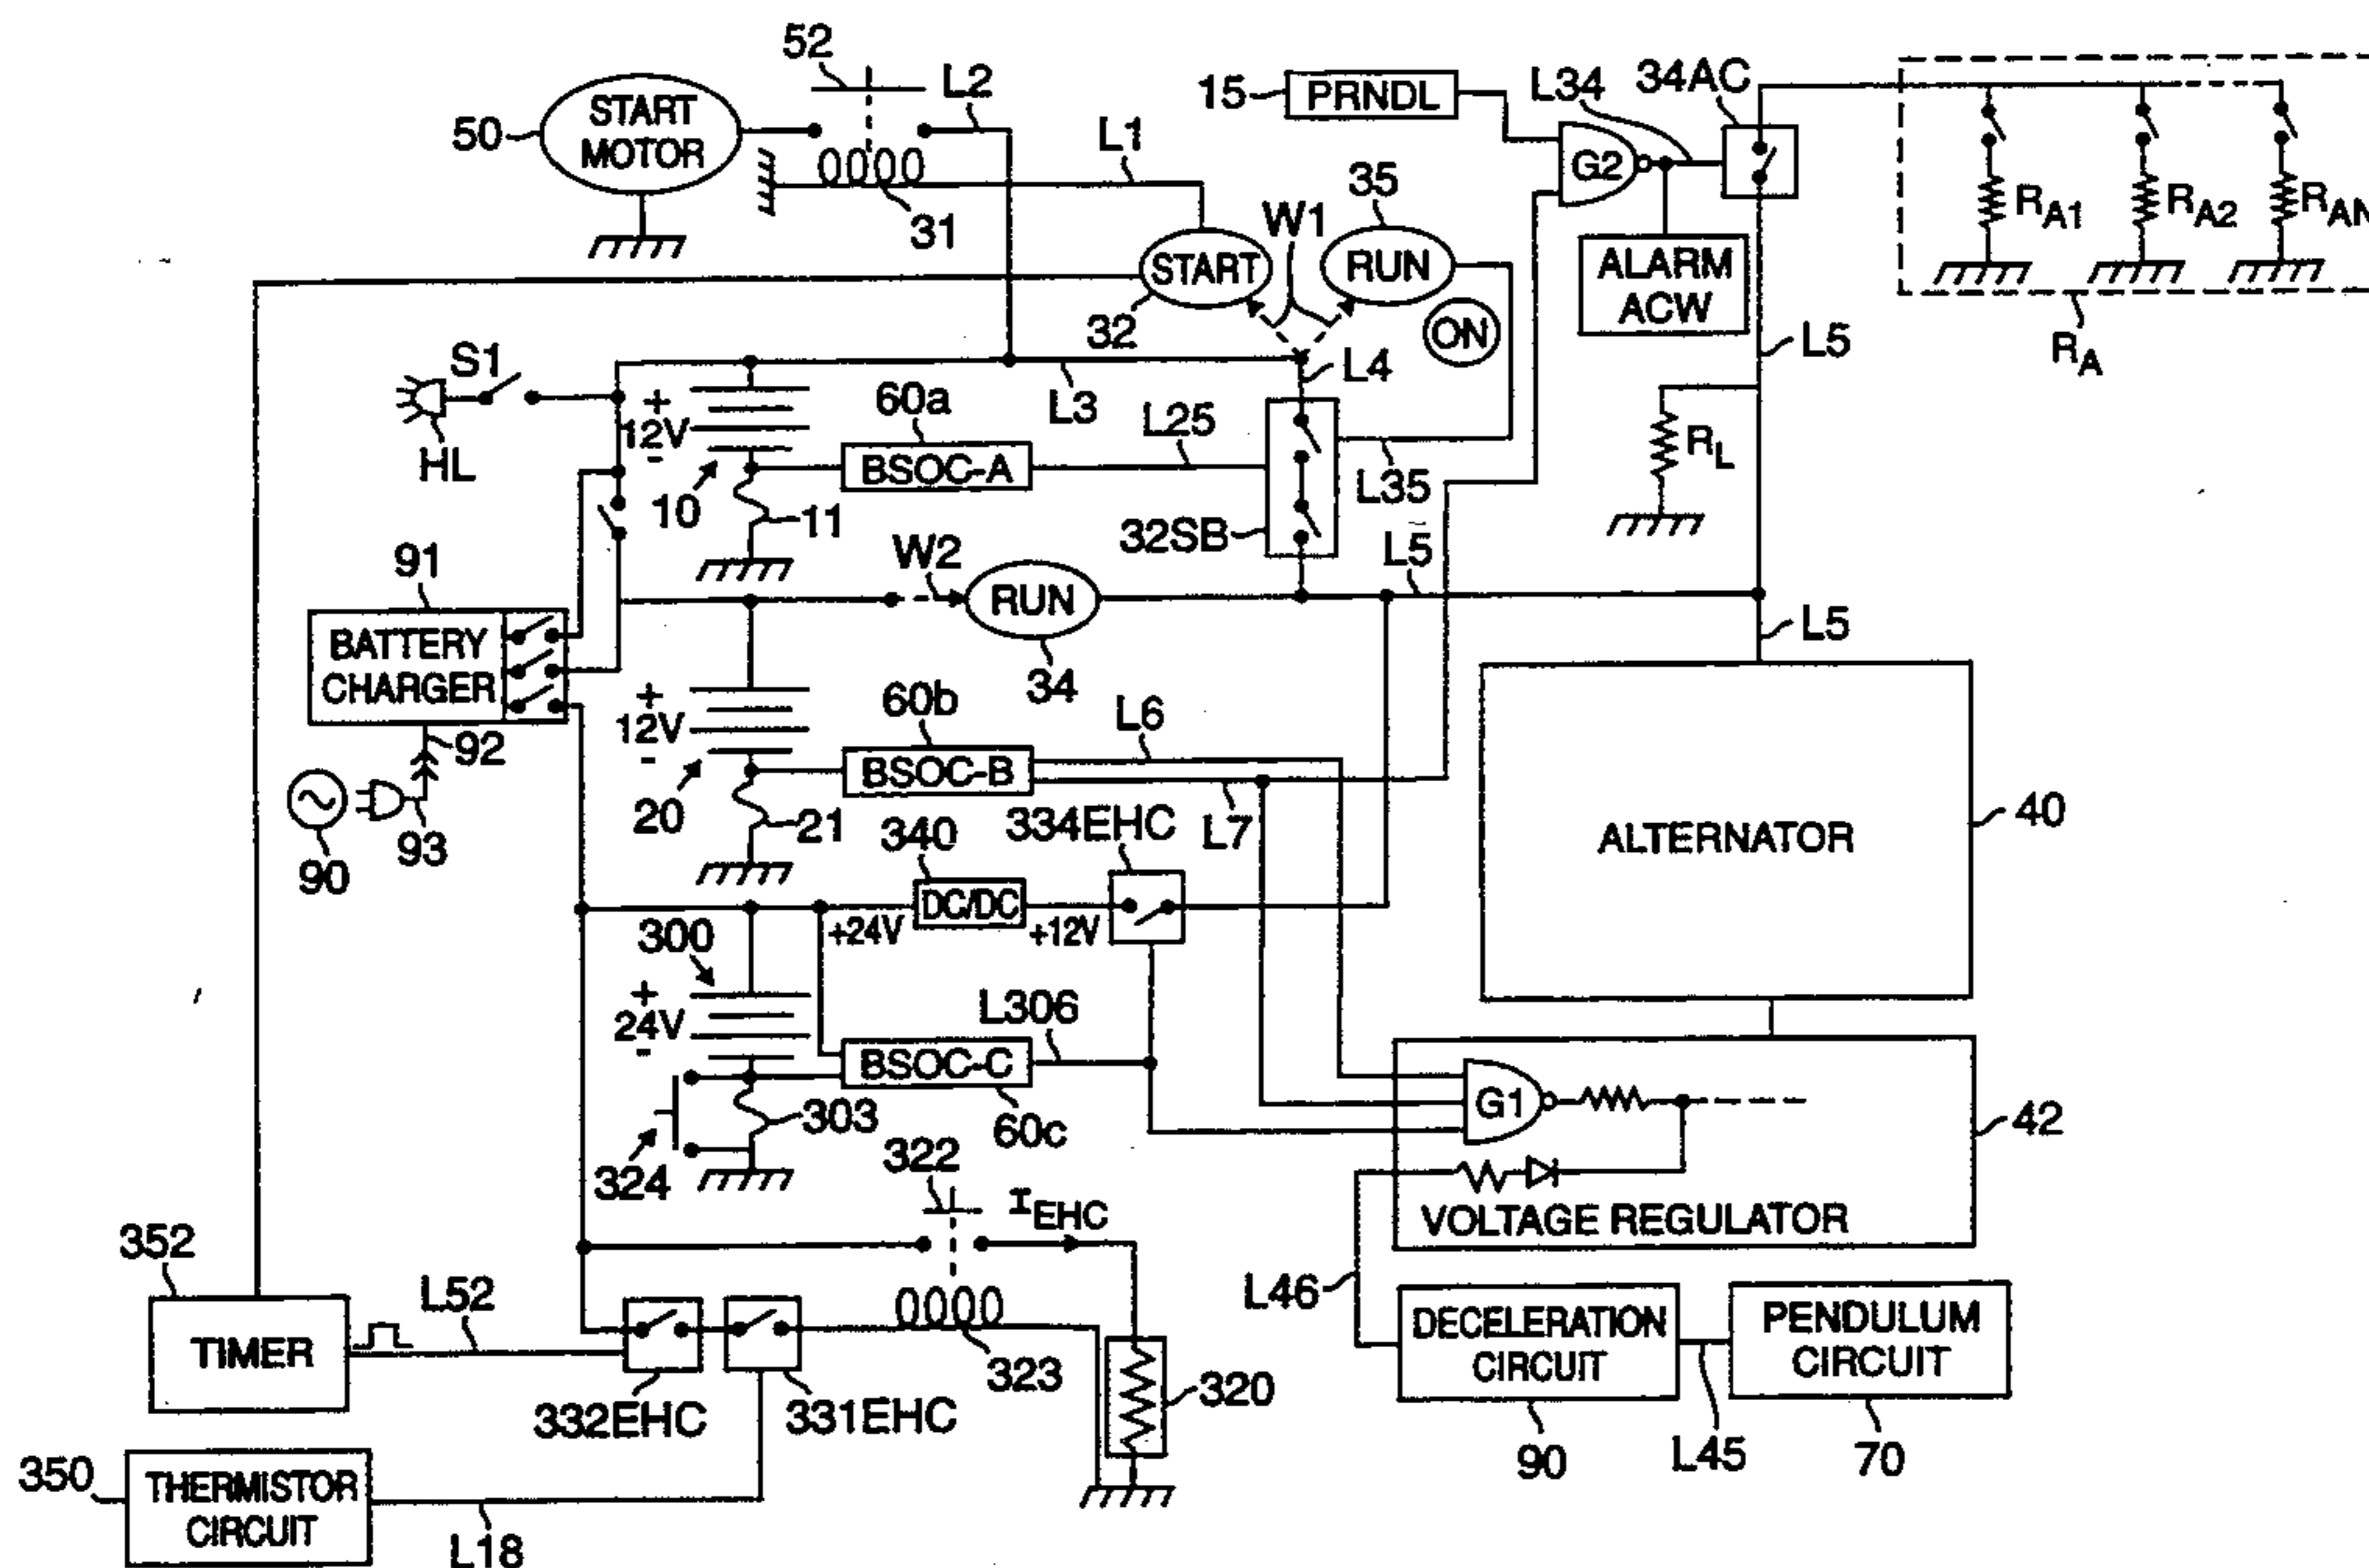 52
L2
START
MOTOR
50
L1
31
15
PRNDL
L34
34AC
G2
35
W1
START
RUN
32
ON
ALARM
ACW
RA1
RA2
RAN
RA
L5
S1
HL
+
12V
-
10
11
60a
BSOC-A
L25
L3
L4
L35
32SB
RL
L5
L5
91
BATTERY
CHARGER
92
93
90
W2
RUN
34
+
12V
-
20
21
60b
BSOC-B
L6
L7
340
334EHC
DC/DC
+24V
+12V
ALTERNATOR
40
300
+
24V
-
L306
BSOC-C
60c
303
324
322
IEHC
G1
42
VOLTAGE REGULATOR
352
TIMER
L52
332EHC
331EHC
323
320
L46
DECELERATION
CIRCUIT
90
L45
PENDULUM
CIRCUIT
70
350
THERMISTOR
CIRCUIT
L18